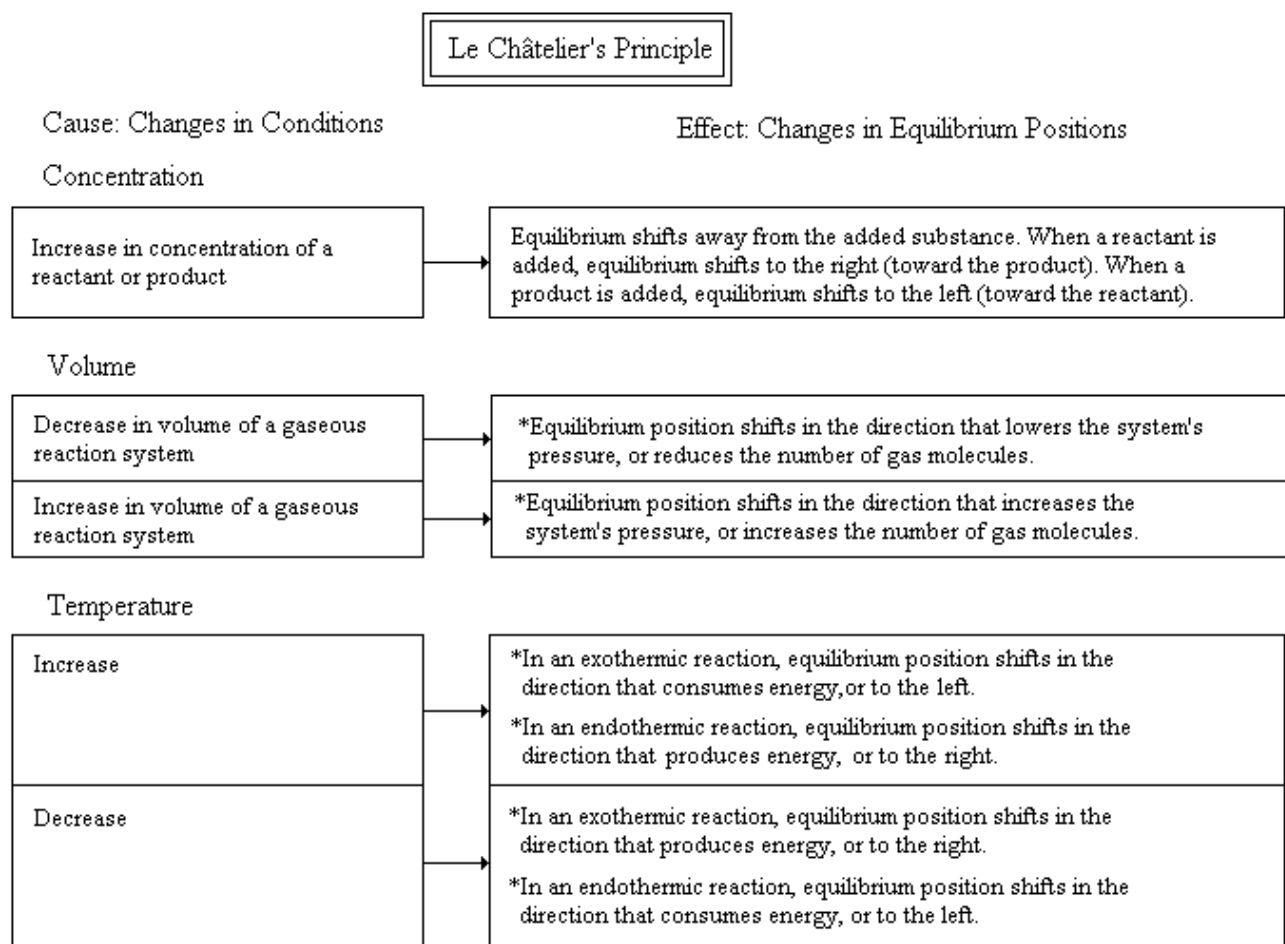 Le Châtelier's Principle
Cause: Changes in Conditions
Effect: Changes in Equilibrium Positions
Concentration
Increase in concentration of a
reactant or product
Equilibrium shifts away from the added substance. When a reactant is
added, equilibrium shifts to the right (toward the product). When a
product is added, equilibrium shifts to the left (toward the reactant).
Volume
Decrease in volume of a gaseous
reaction system
*Equilibrium position shifts in the direction that lowers the system's
pressure, or reduces the number of gas molecules.
Increase in volume of a gaseous
reaction system
*Equilibrium position shifts in the direction that increases the
system's pressure, or increases the number of gas molecules.
Temperature
Increase
*In an exothermic reaction, equilibrium position shifts in the
direction that consumes energy,or to the left.
*In an endothermic reaction, equilibrium position shifts in the
direction that produces energy, or to the right.
Decrease
*In an exothermic reaction, equilibrium position shifts in the
direction that produces energy, or to the right.
*In an endothermic reaction, equilibrium position shifts in the
direction that consumes energy, or to the left.